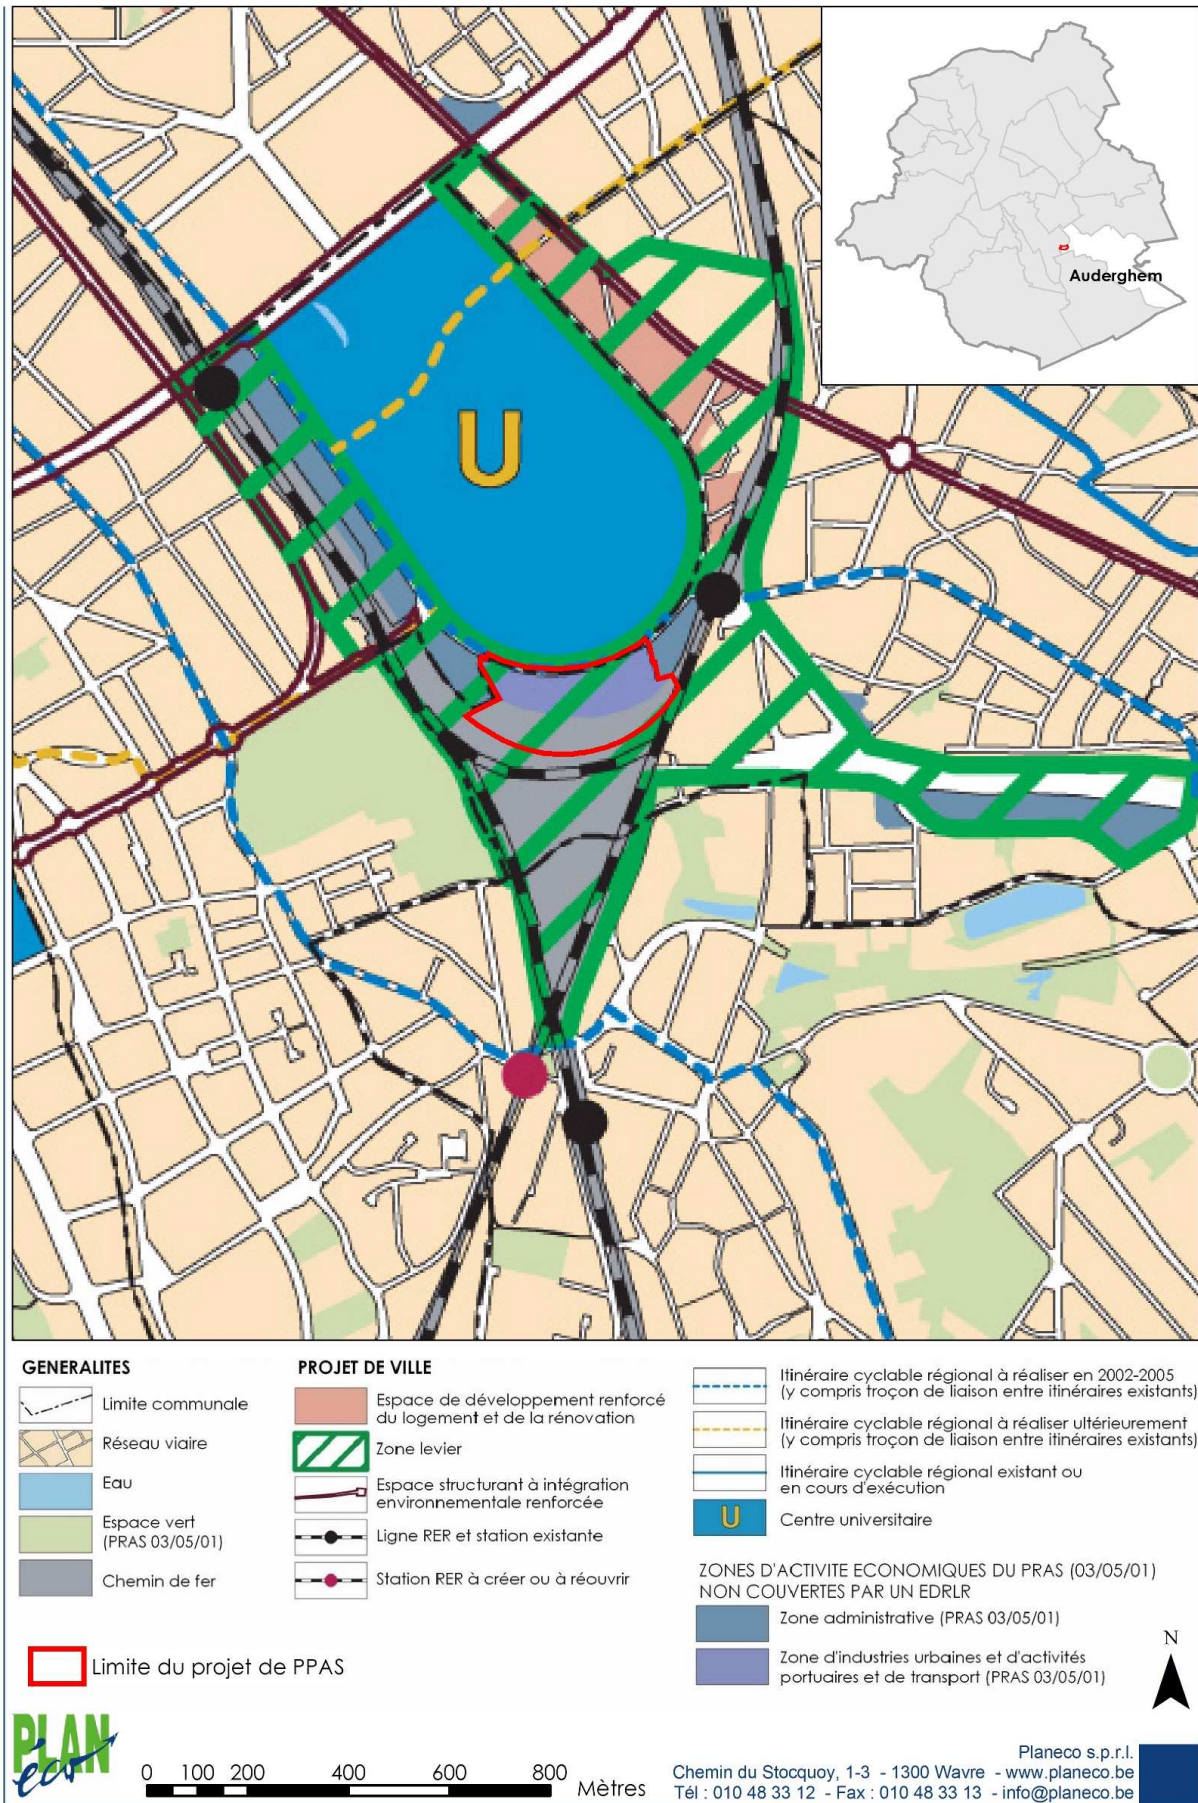 Auderghem
U
GENERALITES
Limite communale
Réseau viaire
Eau
Espace vert
(PRAS 03/05/01)
Chemin de fer
PROJET DE VILLE
Espace de développement renforcé
du logement et de la rénovation
Zone levier
Espace structurant à intégration
environnementale renforcée
Ligne RER et station existante
Station RER à créer ou à réouvrir
Itinéraire cyclable régional à réaliser en 2002-2005
(y compris troçon de liaison entre itinéraires existants)
Itinéraire cyclable régional à réaliser ultérieurement
(y compris troçon de liaison entre itinéraires existants)
Itinéraire cyclable régional existant ou
en cours d'exécution
U
Centre universitaire
ZONES D'ACTIVITE ECONOMIQUES DU PRAS (03/05/01)
NON COUVERTES PAR UN EDRLR
Zone administrative (PRAS 03/05/01)
Zone d'industries urbaines et d'activités
portuaires et de transport (PRAS 03/05/01)
Limite du projet de PPAS
N
PLAN
éco
0 100 200 400 600 800 Mètres
Planeco s.p.r.l.
Chemin du Stocquoy, 1-3 - 1300 Wavre - www.planeco.be
Tél : 010 48 33 12 - Fax : 010 48 33 13 - info@planeco.be